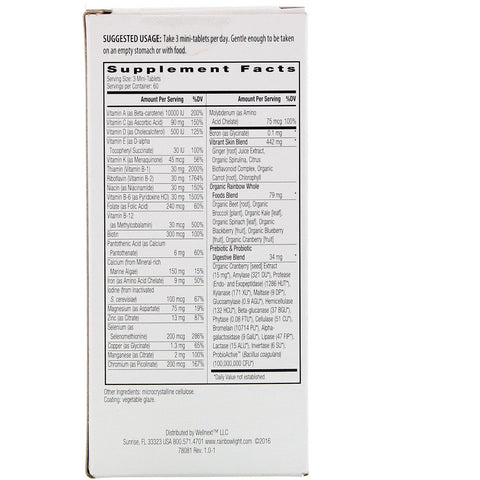 SUGGESTED USAGE: Take 3 mini-tablets per day. Gentle enough to be taken
on an empty stomach or with food.
Supplement Facts
Serving Size: 3 Mini-Tablets
Servings per Container: 60
Amount Per Serving %DV
Vitamin A (as Beta-carotene) 10000 IU 200%
Vitamin C (as Ascorbic Acid) 90 mg 150%
Vitamin D (as Cholecalciferol) 500 IU 125%
Vitamin E (as D-alpha
Tocopheryl Succinate) 30 IU 100%
Vitamin K (as Menaquinone) 45 mcg 56%
Thiamin (Vitamin B-1) 30 mg 2000%
Riboflavin (Vitamin B-2) 30 mg 1764%
Niacin (as Niacinamide) 30 mg 150%
Vitamin B-6 (as Pyridoxine HCl) 30 mg 1500%
Folate (as Folic Acid) 240 mcg 60%
Vitamin B-12
(as Methylcobalamin) 30 mcg 500%
Biotin 300 mcg 100%
Pantothenic Acid (as Calcium
Pantothenate) 6 mg 60%
Calcium (from Mineral-rich
Marine Algae) 150 mg 15%
Iron (as Amino Acid Chelate) 9 mg 50%
Iodine (from Inactivated
S. cerevisiae) 100 mcg 67%
Magnesium (as Aspartate) 75 mg 19%
Zinc (as Citrate) 13 mg 87%
Selenium (as
Selenomethionine) 200 mcg 286%
Copper (as Glycinate) 1.3 mg 65%
Manganese (as Citrate) 2 mg 100%
Chromium (as Picolinate) 200 mcg 167%
Amount Per Serving %DV
Molybdenum (as Amino
Acid Chelate) 75 mcg 100%
Boron (as Glycinate) 0.1 mg *
Vibrant Skin Blend 442 mg *
Ginger [root] Juice Extract,
Organic Spirulina, Citrus
Bioflavonoid Complex, Organic
Carrot [root], Chlorophyll
Organic Rainbow Whole
Foods Blend 79 mg *
Organic Beet [root], Organic
Broccoli [plant], Organic Kale [leaf],
Organic Spinach [leaf], Organic
Blackberry [fruit], Organic Blueberry
[fruit], Organic Cranberry [fruit]
Prebiotic & Probiotic
Digestive Blend 34 mg *
Organic Cranberry [seed] Extract
(15 mg*), Amylase (321 DU*), Protease
(Endo- and Exopeptidase) (1286 HUT*),
Xylanase (171 XU*), Maltase (9 DP*),
Glucoamylase (0.9 AGU*), Hemicellulase
(132 HCU*), Beta-glucanase (37 BGU*),
Phytase (0.08 FTU*), Cellulase (51 CU*),
Bromelain (10714 PU*), Alpha-
galactosidase (9 GalU*), Lipase (47 FIP*),
Lactase (15 ALU*), Invertase (6 SU*);
ProbioActive™ (Bacillus coagulans)
(100,000,000 CFU*)
*Daily Value not established.
Other Ingredients: microcrystalline cellulose.
Coating: vegetable glaze.
Distributed by Wellnext™ LLC
Sunrise, FL 33323 USA 800.571.4701 www.rainbowlight.com ©2016
78081 Rev. 1.0-1